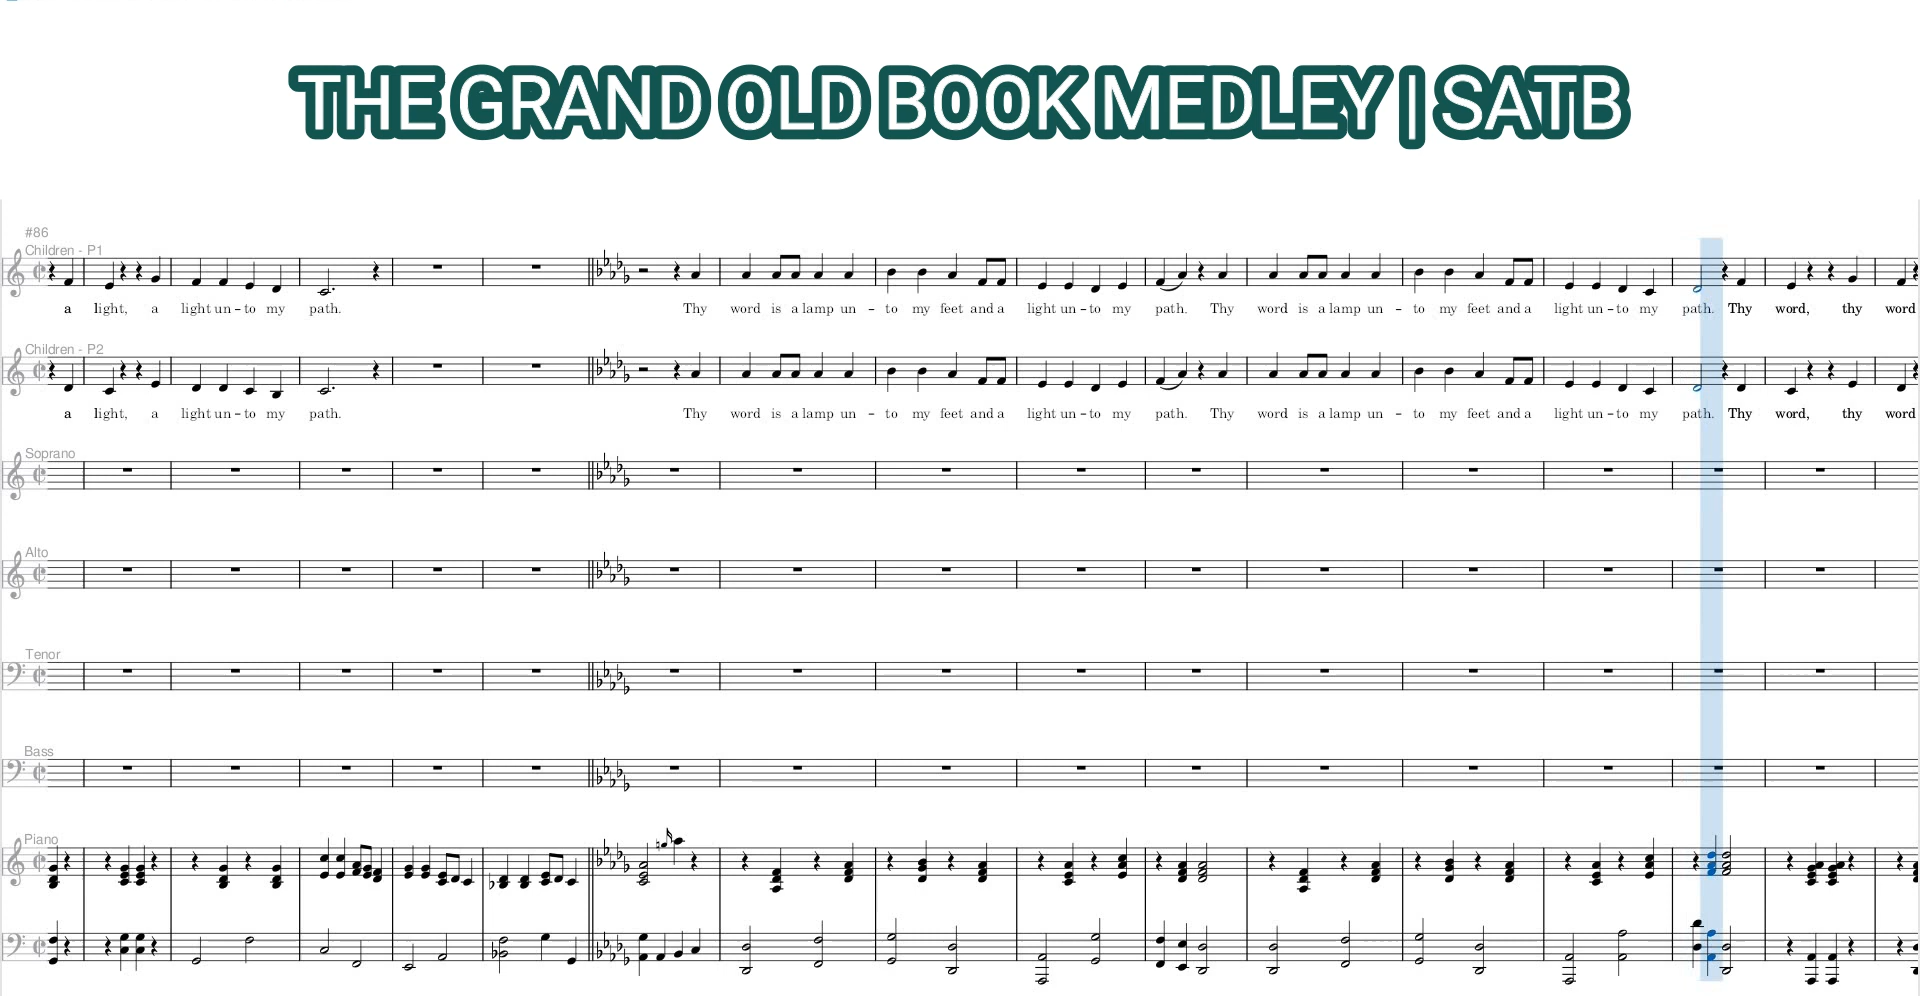 THE GRAND OLD BOOK MEDLEY | SATB
#86
Children - P1
a light, a light un – to my path. Thy word is a lamp un – to my feet and a light un – to my path. Thy word is a lamp un – to my feet and a light un – to my path. Thy word, thy word
Children - P2
a light, a light un – to my path. Thy word is a lamp un – to my feet and a light un – to my path. Thy word is a lamp un – to my feet and a light un – to my path. Thy word, thy word
Soprano
Alto
Tenor
Bass
Piano